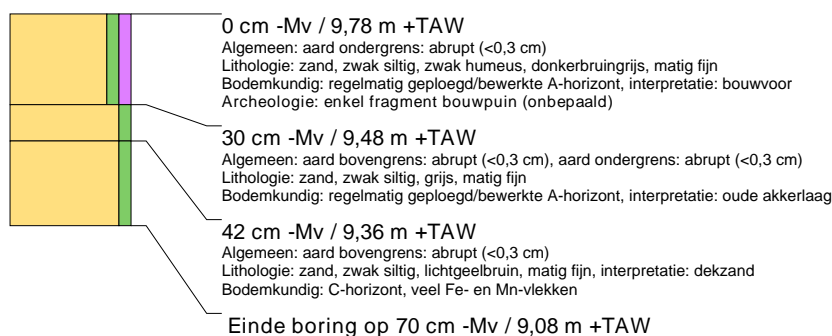 0 cm -Mv / 9,78 m +TAW
Algemeen: aard ondergrens: abrupt (<0,3 cm)
Lithologie: zand, zwak siltig, zwak humeus, donkerbruingrijs, matig fijn
Bodemkundig: regelmatig geploegd/bewerkte A-horizont, interpretatie: bouwvoor
Archeologie: enkel fragment bouwpuin (onbepaald)
30 cm -Mv / 9,48 m +TAW
Algemeen: aard bovengrens: abrupt (<0,3 cm), aard ondergrens: abrupt (<0,3 cm)
Lithologie: zand, zwak siltig, grijs, matig fijn
Bodemkundig: regelmatig geploegd/bewerkte A-horizont, interpretatie: oude akkerlaag
42 cm -Mv / 9,36 m +TAW
Algemeen: aard bovengrens: abrupt (<0,3 cm)
Lithologie: zand, zwak siltig, lichtgeelbruin, matig fijn, interpretatie: dekzand
Bodemkundig: C-horizont, veel Fe- en Mn-vlekken
Einde boring op 70 cm -Mv / 9,08 m +TAW